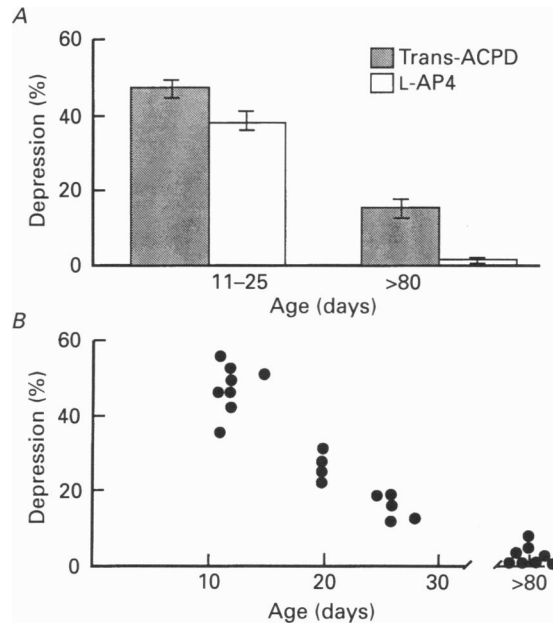 A
60
40
20
0
Depression (%)
Trans-ACPD
L-AP4
11–25
>80
Age (days)
B
60
40
20
0
Depression (%)
10
20
30
>80
Age (days)